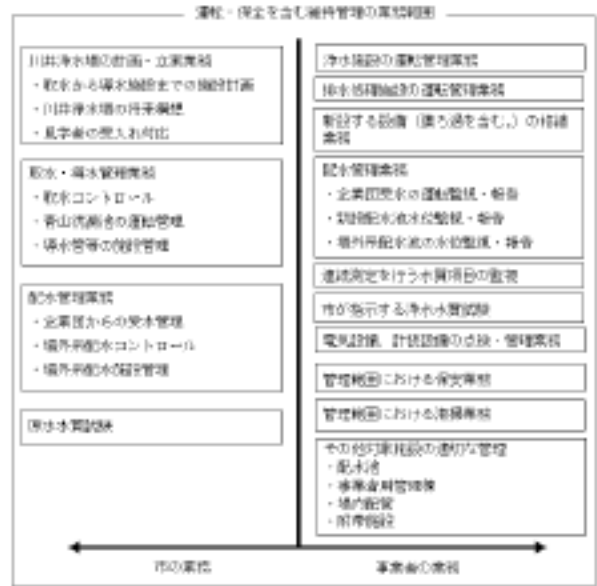 運転・保全を含む維持管理の業務範囲
川井浄水場の計画・立案業務
・取水から導水施設までの施設計画
・川井浄水場の将来構想
・見学者の受入れ対応
取水・導水管理業務
・取水コントロール
・青山沈澱池の運転管理
・導水管等の施設管理
配水管理業務
・企業団からの受水管理
・場外系配水コントロール
・場外系配水施設管理
原水水質試験
浄水施設の運転管理業務
排水処理施設の運転管理業務
新設する設備（膜ろ過を含む。）の修繕
業務
配水管理業務
・企業団受水の運転監視・報告
・配水池水位監視・報告
・場外系配水池の水位監視・報告
連続測定を行う水質項目の監視
市が指示する浄水水質試験
電気設備、計装設備の点検・管理業務
管理範囲における保安業務
管理範囲における清掃業務
その他対象施設の適切な管理
・配水池
・事業者用管理棟
・場内配管
・附帯施設
市の業務
事業者の業務